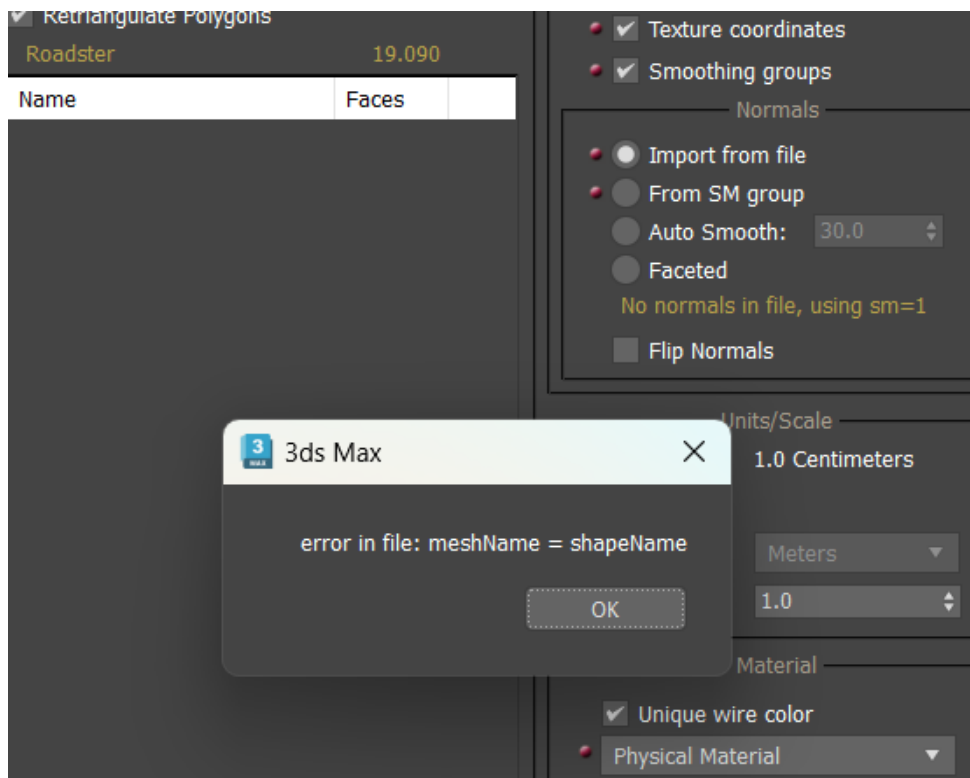 Retriangulate Polygons
Roadster 19.090
Name Faces
Texture coordinates
Smoothing groups
Normals
Import from file
From SM group
Auto Smooth: 30.0
Faceted
No normals in file, using sm=1
Flip Normals
Units/Scale
1.0 Centimeters
Meters
1.0
Material
Unique wire color
Physical Material
3 MAX
3ds Max
error in file: meshName = shapeName
OK